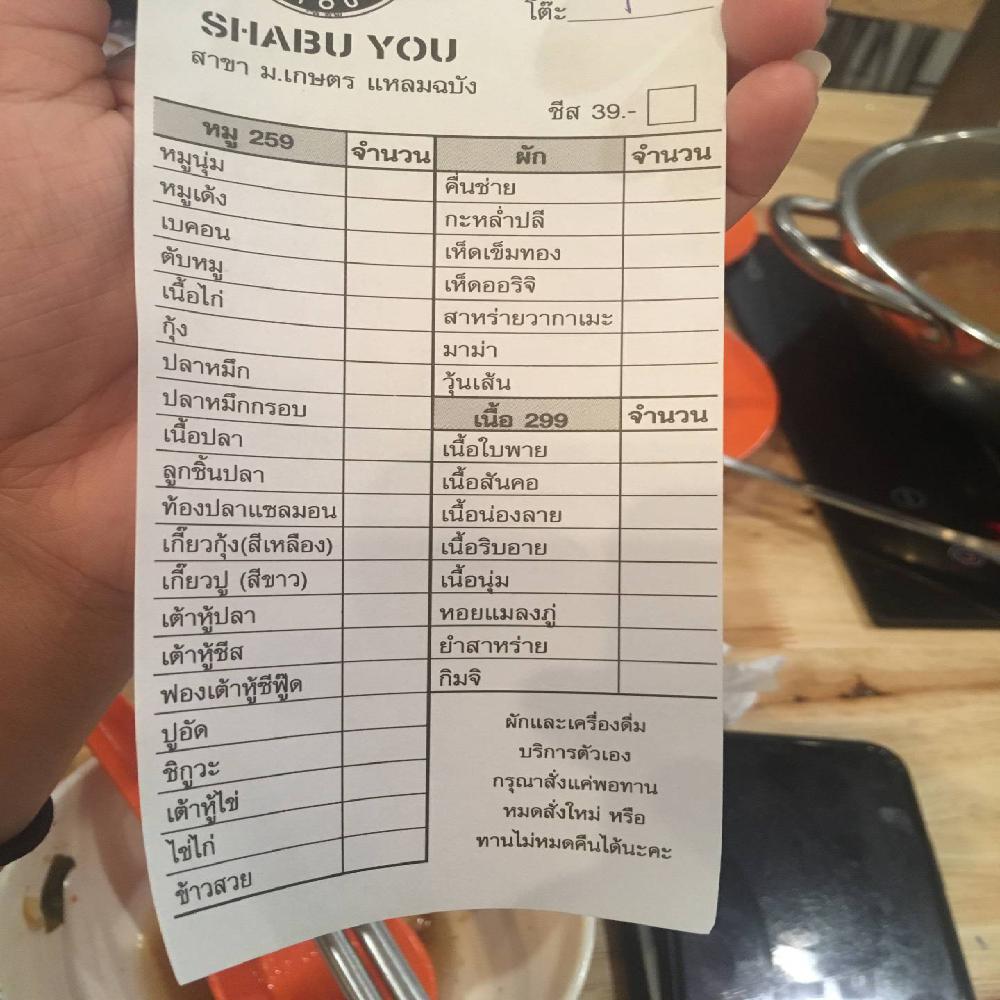 SHABU YOU
โต๊ะ
สาขา ม.เกษตร แหลมฉบัง
ชีส 39.-
หมู 259 จำนวน
หมูนุ่ม
หมูเด้ง
เบคอน
ตับหมู
เนื้อไก่
กุ้ง
ปลาหมึก
ปลาหมึกกรอบ
เนื้อปลา
ลูกชิ้นปลา
ท้องปลาแซลมอน
เกี๊ยวกุ้ง(สีเหลือง)
เกี๊ยวปู (สีขาว)
เต้าหู้ปลา
เต้าหู้ชีส
ฟองเต้าหู้ซีฟู๊ด
ปูอัด
ชิกูวะ
เต้าหู้ไข่
ไข่ไก่
ข้าวสวย
ผัก จำนวน
คื่นช่าย
กะหล่ำปลี
เห็ดเข็มทอง
เห็ดออริจิ
สาหร่ายวากาเมะ
มาม่า
วุ้นเส้น
เนื้อ 299 จำนวน
เนื้อใบพาย
เนื้อสันคอ
เนื้อน่องลาย
เนื้อริบอาย
เนื้อนุ่ม
หอยแมลงภู่
ยำสาหร่าย
กิมจิ
ผักและเครื่องดื่ม
บริการตัวเอง
กรุณาสั่งแค่พอทาน
หมดสั่งใหม่ หรือ
ทานไม่หมดคืนได้นะคะ